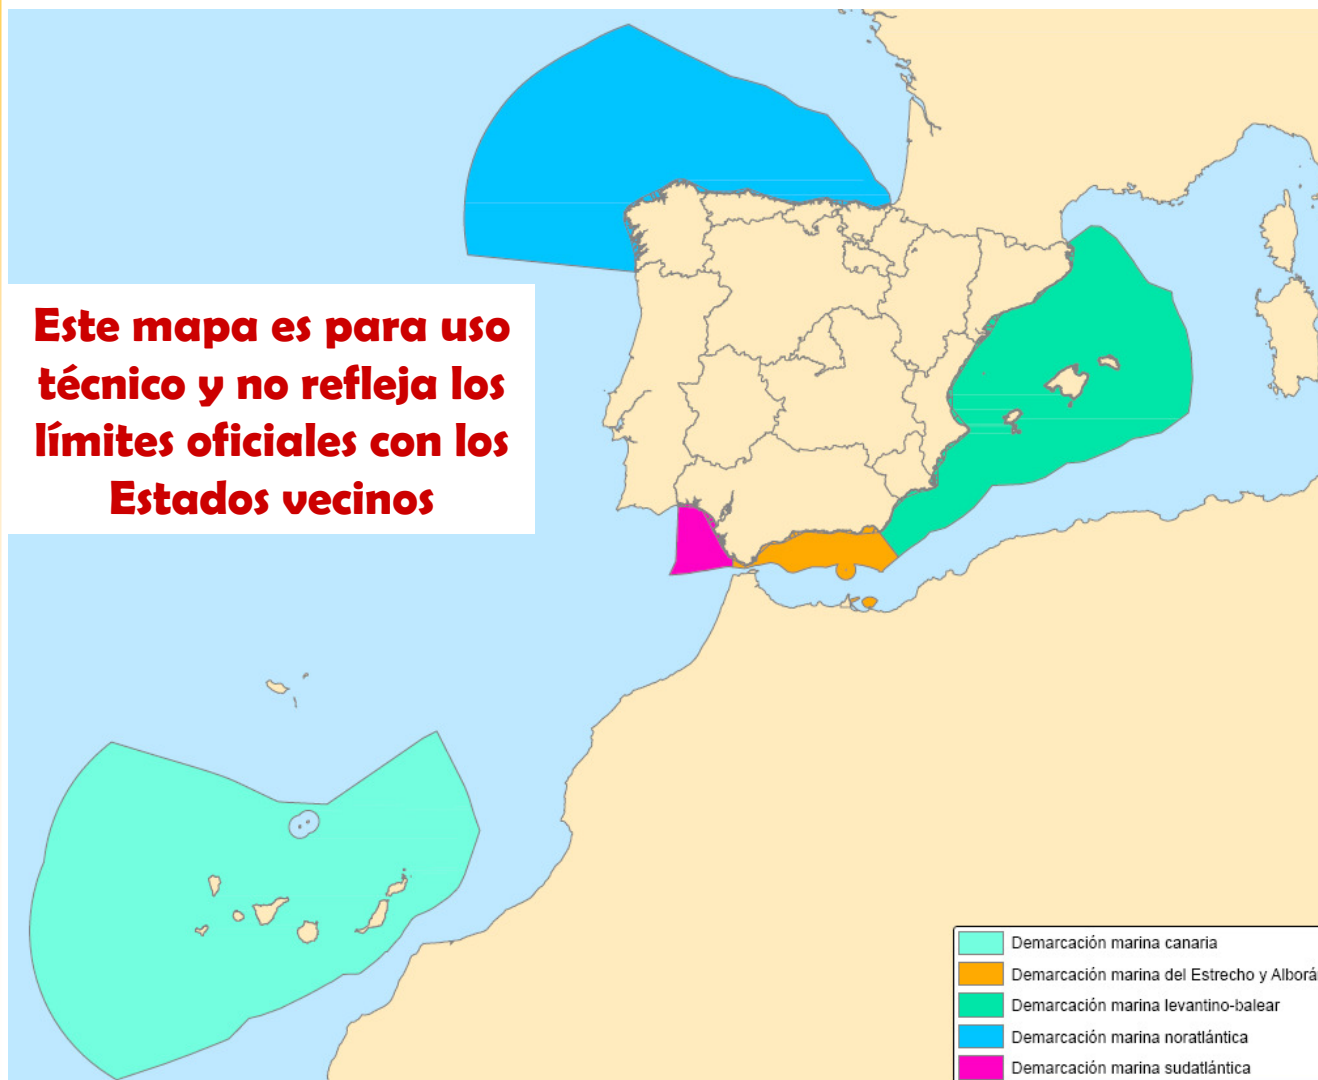 Este mapa es para uso
técnico y no refleja los
límites oficiales con los
Estados vecinos
Demarcación marina canaria
Demarcación marina del Estrecho y Alborá
Demarcación marina levantino-balear
Demarcación marina noratlántica
Demarcación marina sudatlántica